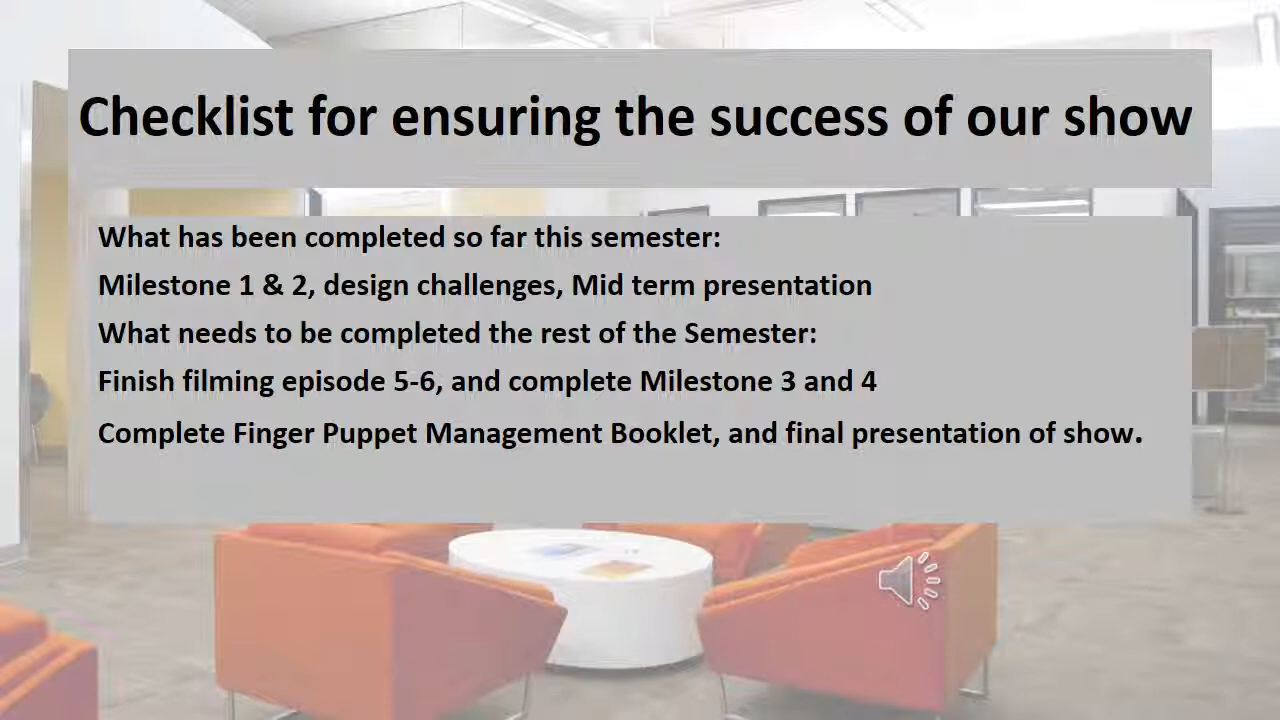 Checklist for ensuring the success of our show
What has been completed so far this semester:
Milestone 1 & 2, design challenges, Mid term presentation
What needs to be completed the rest of the Semester:
Finish filming episode 5-6, and complete Milestone 3 and 4
Complete Finger Puppet Management Booklet, and final presentation of show.